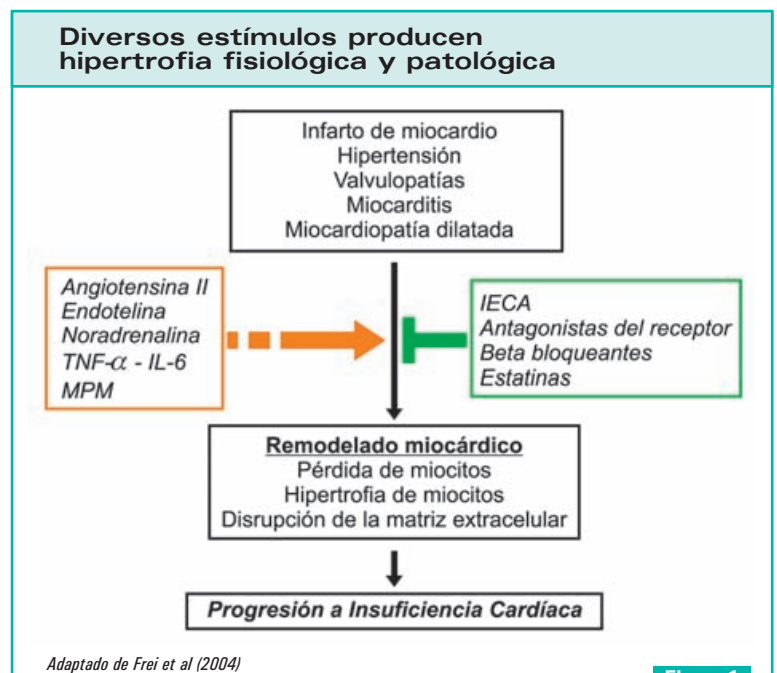 Diversos estímulos producen
hipertrofia fisiológica y patológica
Infarto de miocardio
Hipertensión
Valvulopatías
Miocarditis
Miocardiopatía dilatada
Angiotensina II
Endotelina
Noradrenalina
TNF-α - IL-6
MPM
IECA
Antagonistas del receptor
Beta bloqueantes
Estatinas
Remodelado miocárdico
Pérdida de miocitos
Hipertrofia de miocitos
Disrupción de la matriz extracelular
Progresión a Insuficiencia Cardíaca
Adaptado de Frei et al (2004)